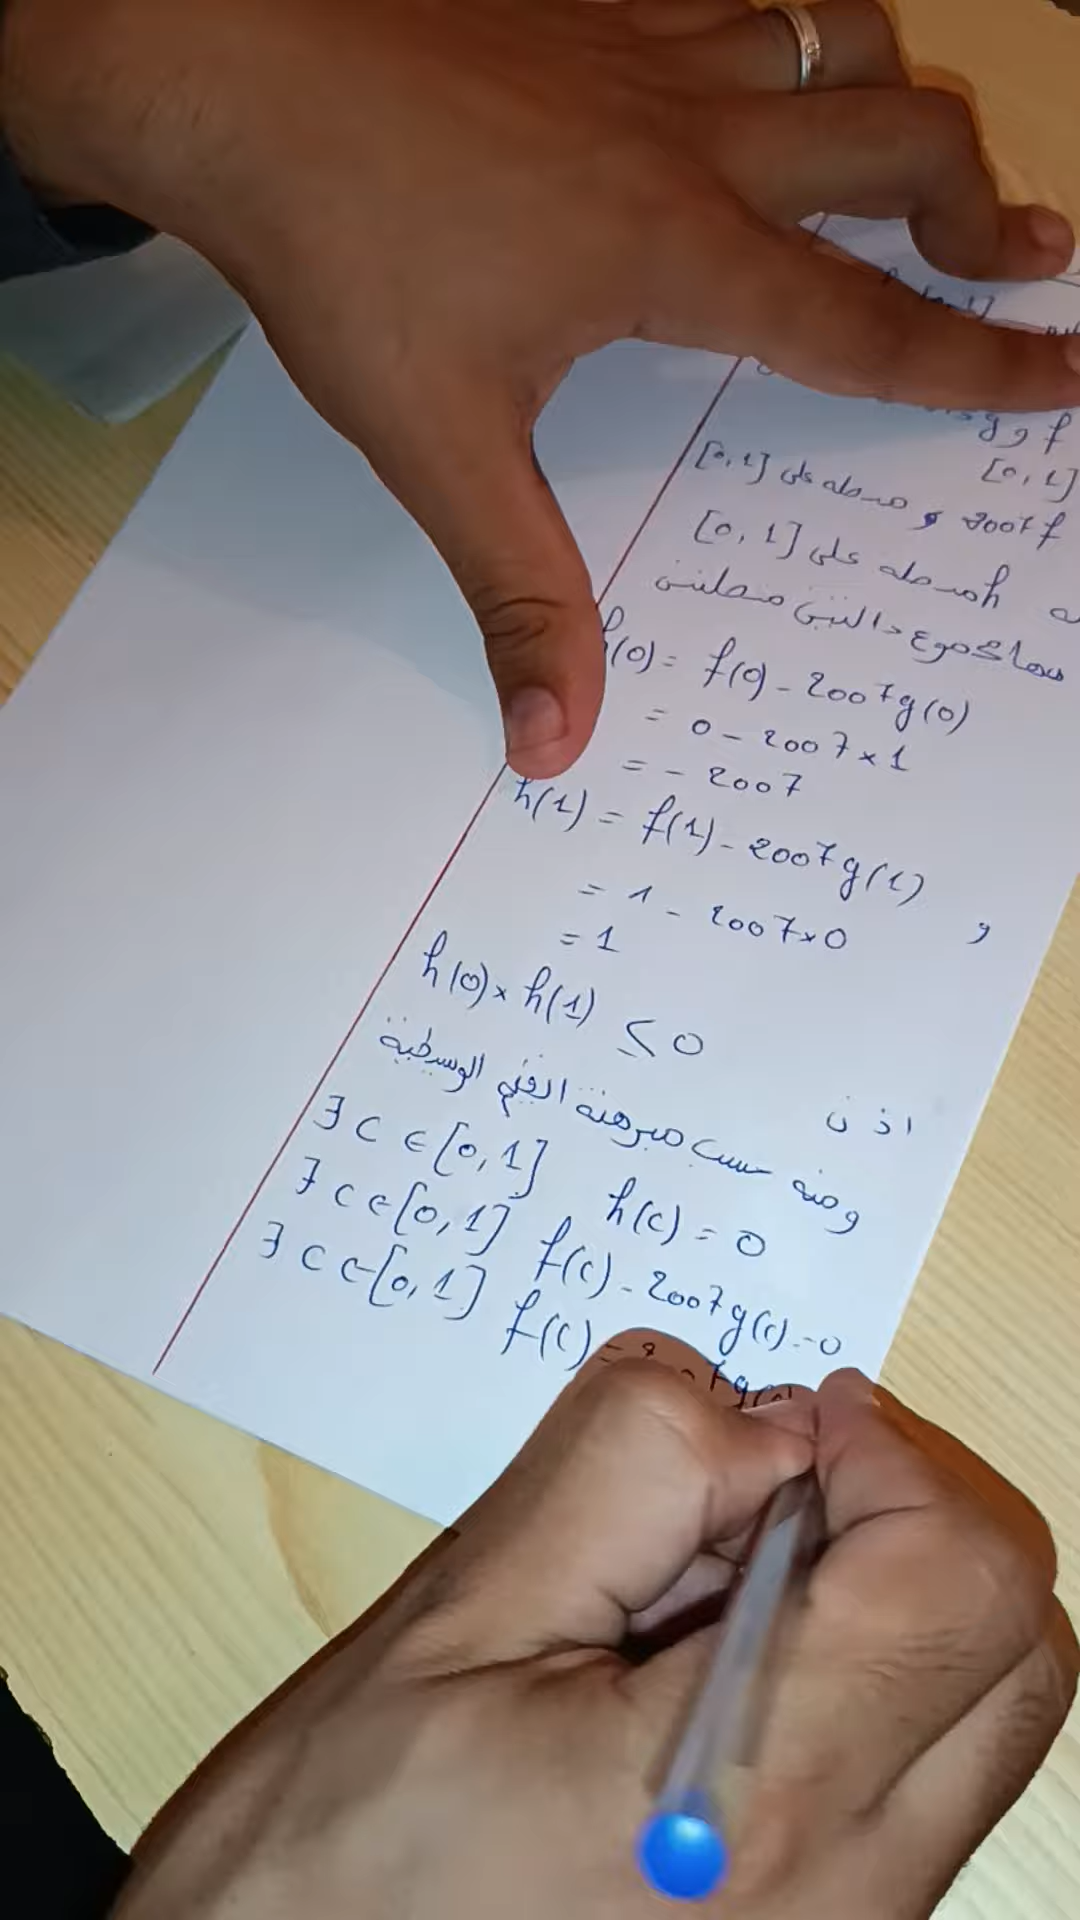 [0,1]
f و g
[0,1]
2007f و متصلة على [0,1]
h متصلة على [0,1]
مجموع دالتين متصلتين
h(0) = f(0) - 2007g(0)
= 0 - 2007×1
= - 2007
و h(1) = f(1) - 2007g(1)
= 1 - 2007×0
= 1
اذن h(0)×h(1) ≤ 0
ومنه حسب مبرهنة القيم الوسطية
∃ c ∈ [0,1] h(c) = 0
∃ c ∈ [0,1] f(c) - 2007g(c) = 0
∃ c ∈ [0,1] f(c) =